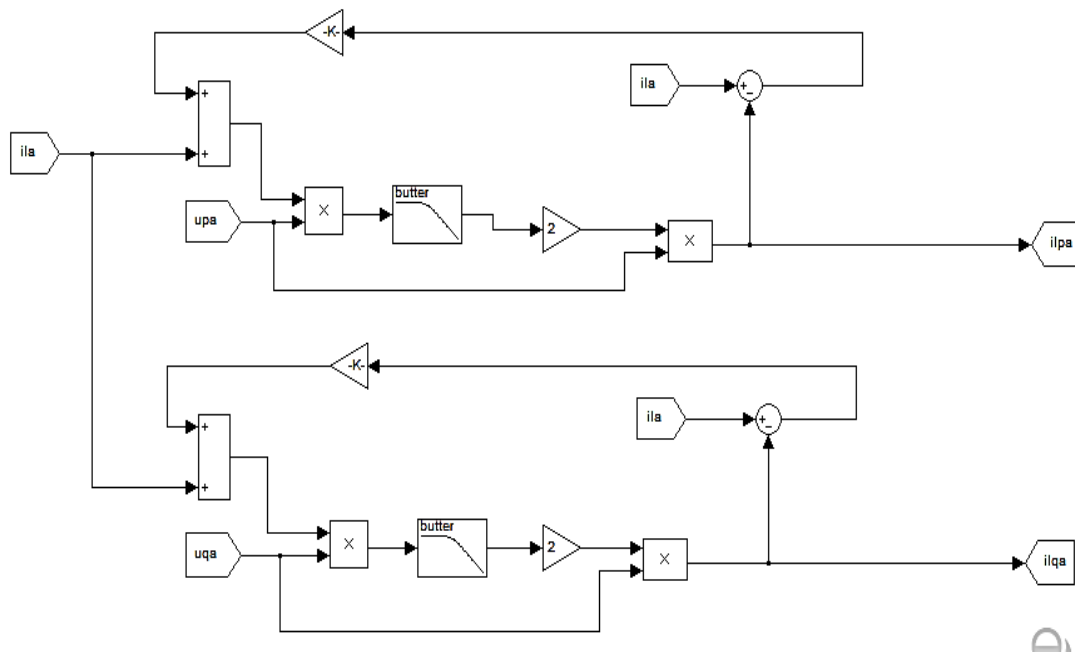 -K-
ila
+
-
+
ila
+
butter
upa
X
2
X
ilpa
-K-
ila
+
-
+
+
butter
uqa
X
2
X
ilqa